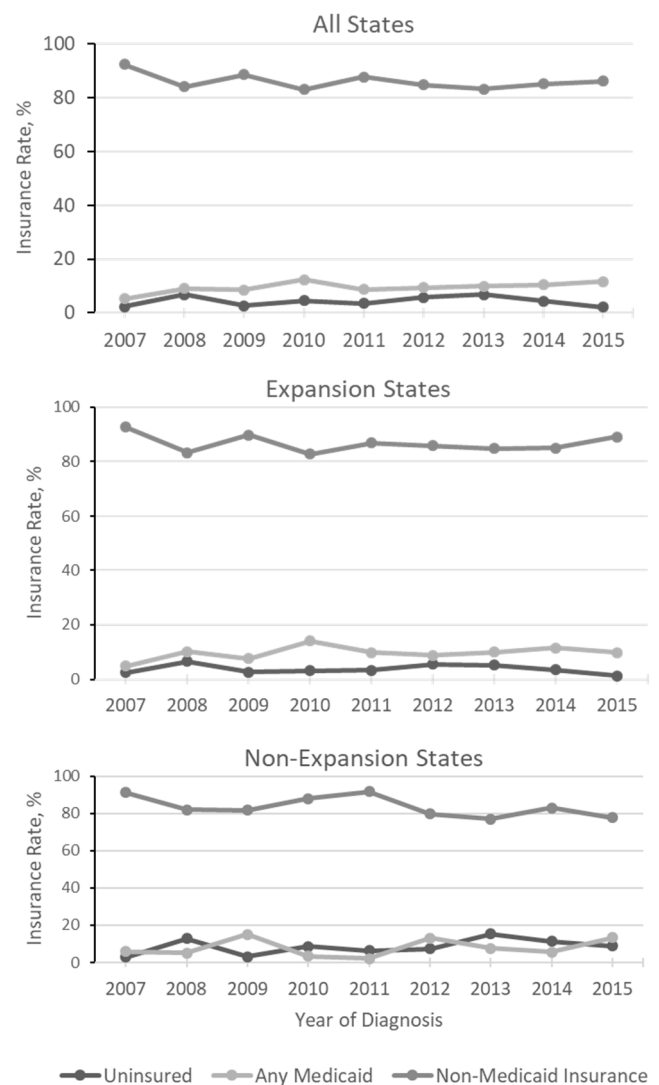 All States
Insurance Rate, %
100
80
60
40
20
0
2007 2008 2009 2010 2011 2012 2013 2014 2015
Expansion States
Insurance Rate, %
100
80
60
40
20
0
2007 2008 2009 2010 2011 2012 2013 2014 2015
Non-Expansion States
Insurance Rate, %
100
80
60
40
20
0
2007 2008 2009 2010 2011 2012 2013 2014 2015
Year of Diagnosis
Uninsured Any Medicaid Non-Medicaid Insurance